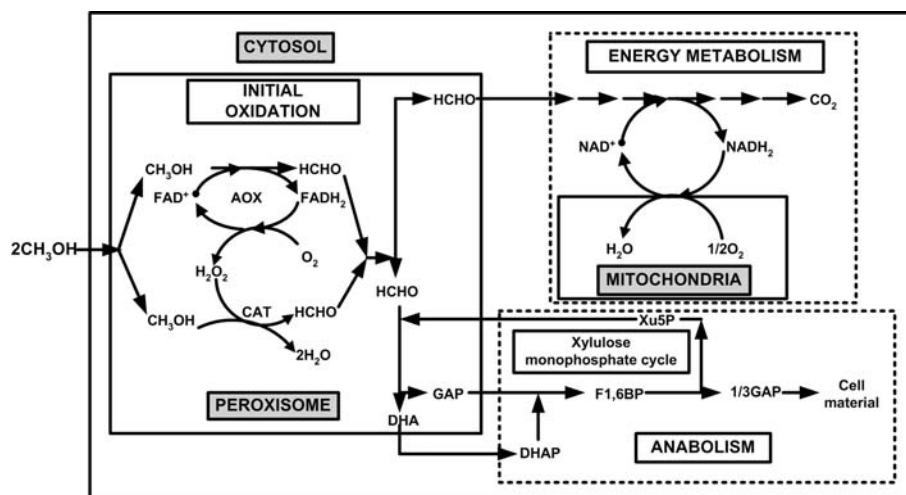 CYTOSOL
INITIAL
OXIDATION
ENERGY METABOLISM
HCHO
CO₂
CH₃OH
HCHO
NAD⁺
NADH₂
FAD⁺
AOX
FADH₂
2CH₃OH
H₂O₂
O₂
H₂O
1/2O₂
MITOCHONDRIA
HCHO
CH₃OH
CAT
HCHO
Xu5P
2H₂O
Xylulose
monophosphate cycle
PEROXISOME
GAP
F1,6BP
1/3GAP
Cell
material
DHA
DHAP
ANABOLISM